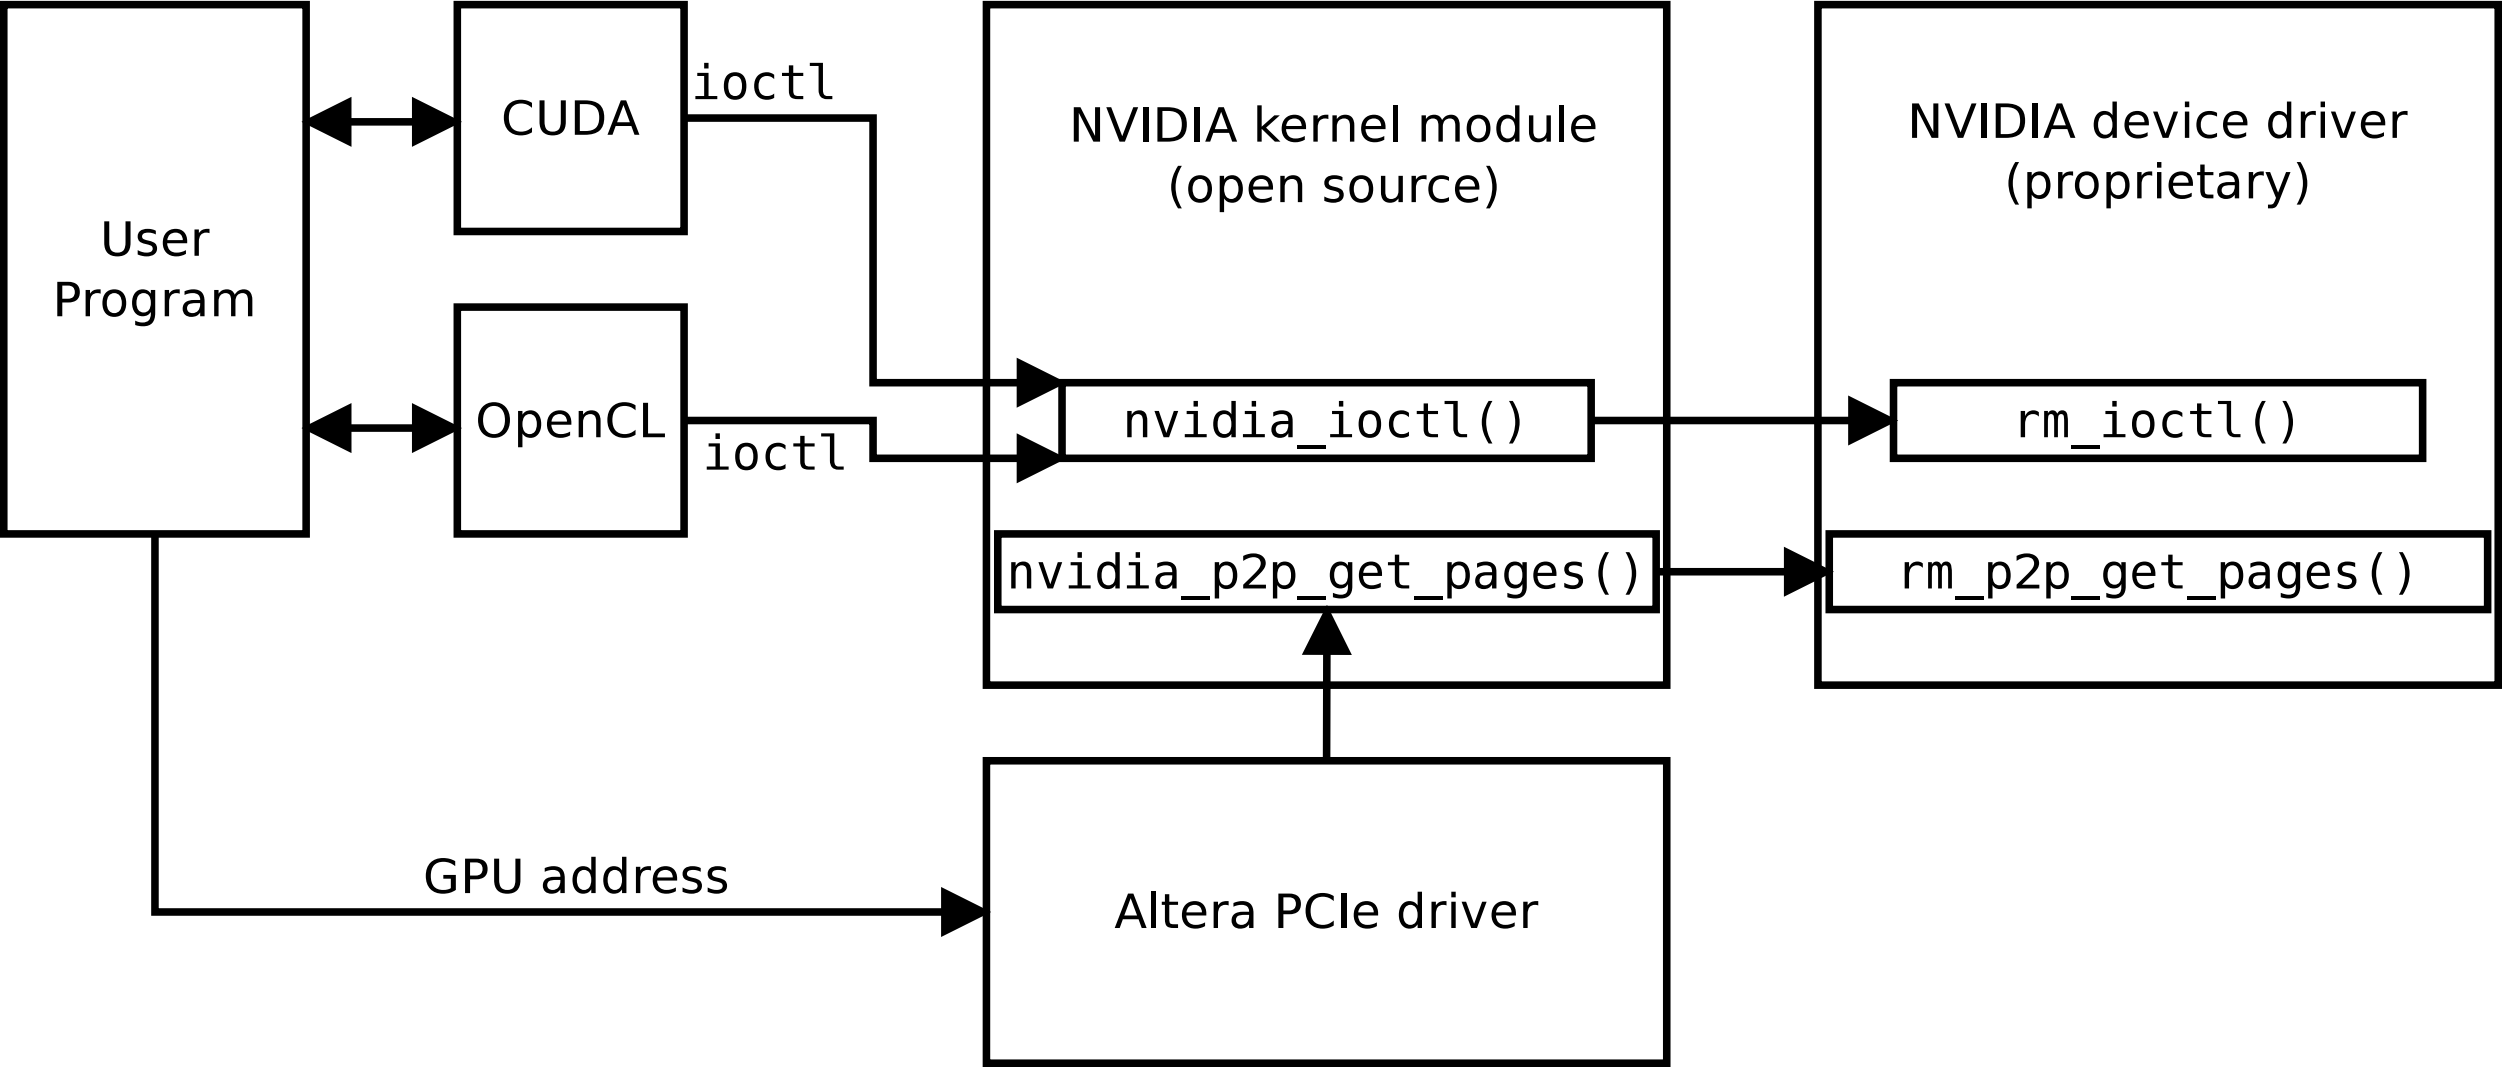 User
Program
CUDA
OpenCL
ioctl
ioctl
NVIDIA kernel module
(open source)
nvidia_ioctl()
nvidia_p2p_get_pages()
NVIDIA device driver
(proprietary)
rm_ioctl()
rm_p2p_get_pages()
GPU address
Altera PCIe driver